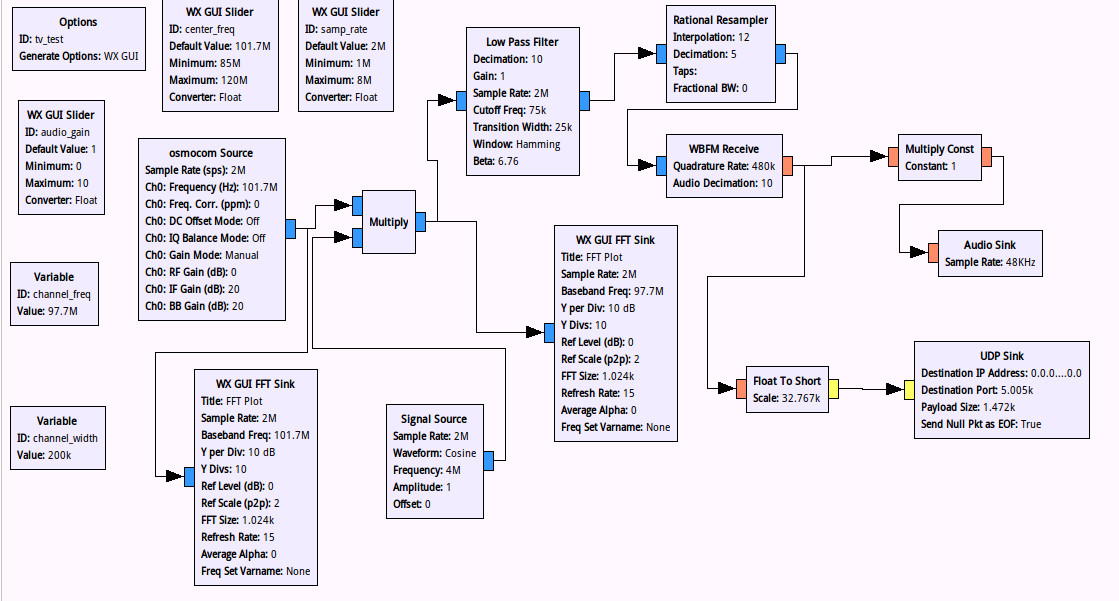 Options
ID: tv_test
Generate Options: WX GUI
WX GUI Slider
ID: center_freq
Default Value: 101.7M
Minimum: 85M
Maximum: 120M
Converter: Float
WX GUI Slider
ID: samp_rate
Default Value: 2M
Minimum: 1M
Maximum: 8M
Converter: Float
Low Pass Filter
Decimation: 10
Gain: 1
Sample Rate: 2M
Cutoff Freq: 75k
Transition Width: 25k
Window: Hamming
Beta: 6.76
Rational Resampler
Interpolation: 12
Decimation: 5
Taps:
Fractional BW: 0
WX GUI Slider
ID: audio_gain
Default Value: 1
Minimum: 0
Maximum: 10
Converter: Float
osmocom Source
Sample Rate (sps): 2M
Ch0: Frequency (Hz): 101.7M
Ch0: Freq. Corr. (ppm): 0
Ch0: DC Offset Mode: Off
Ch0: IQ Balance Mode: Off
Ch0: Gain Mode: Manual
Ch0: RF Gain (dB): 0
Ch0: IF Gain (dB): 20
Ch0: BB Gain (dB): 20
Multiply
WBFM Receive
Quadrature Rate: 480k
Audio Decimation: 10
Multiply Const
Constant: 1
Audio Sink
Sample Rate: 48KHz
Variable
ID: channel_freq
Value: 97.7M
WX GUI FFT Sink
Title: FFT Plot
Sample Rate: 2M
Baseband Freq: 97.7M
Y per Div: 10 dB
Y Divs: 10
Ref Level (dB): 0
Ref Scale (p2p): 2
FFT Size: 1.024k
Refresh Rate: 15
Average Alpha: 0
Freq Set Varname: None
Float To Short
Scale: 32.767k
UDP Sink
Destination IP Address: 0.0.0....0.0
Destination Port: 5.005k
Payload Size: 1.472k
Send Null Pkt as EOF: True
Variable
ID: channel_width
Value: 200k
WX GUI FFT Sink
Title: FFT Plot
Sample Rate: 2M
Baseband Freq: 101.7M
Y per Div: 10 dB
Y Divs: 10
Ref Level (dB): 0
Ref Scale (p2p): 2
FFT Size: 1.024k
Refresh Rate: 15
Average Alpha: 0
Freq Set Varname: None
Signal Source
Sample Rate: 2M
Waveform: Cosine
Frequency: 4M
Amplitude: 1
Offset: 0